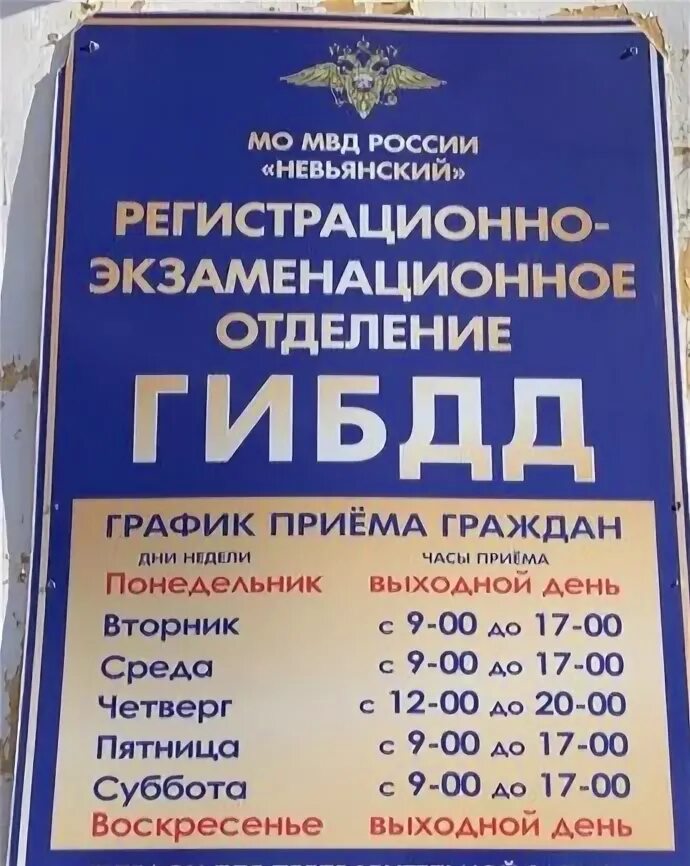 МО МВД РОССИИ
«НЕВЬЯНСКИЙ»
РЕГИСТРАЦИОННО-
ЭКЗАМЕНАЦИОННОЕ
ОТДЕЛЕНИЕ
ГИБДД
ГРАФИК ПРИЁМА ГРАЖДАН
ДНИ НЕДЕЛИ ЧАСЫ ПРИЁМА
Понедельник выходной день
Вторник с 9-00 до 17-00
Среда с 9-00 до 17-00
Четверг с 12-00 до 20-00
Пятница с 9-00 до 17-00
Суббота с 9-00 до 17-00
Воскресенье выходной день